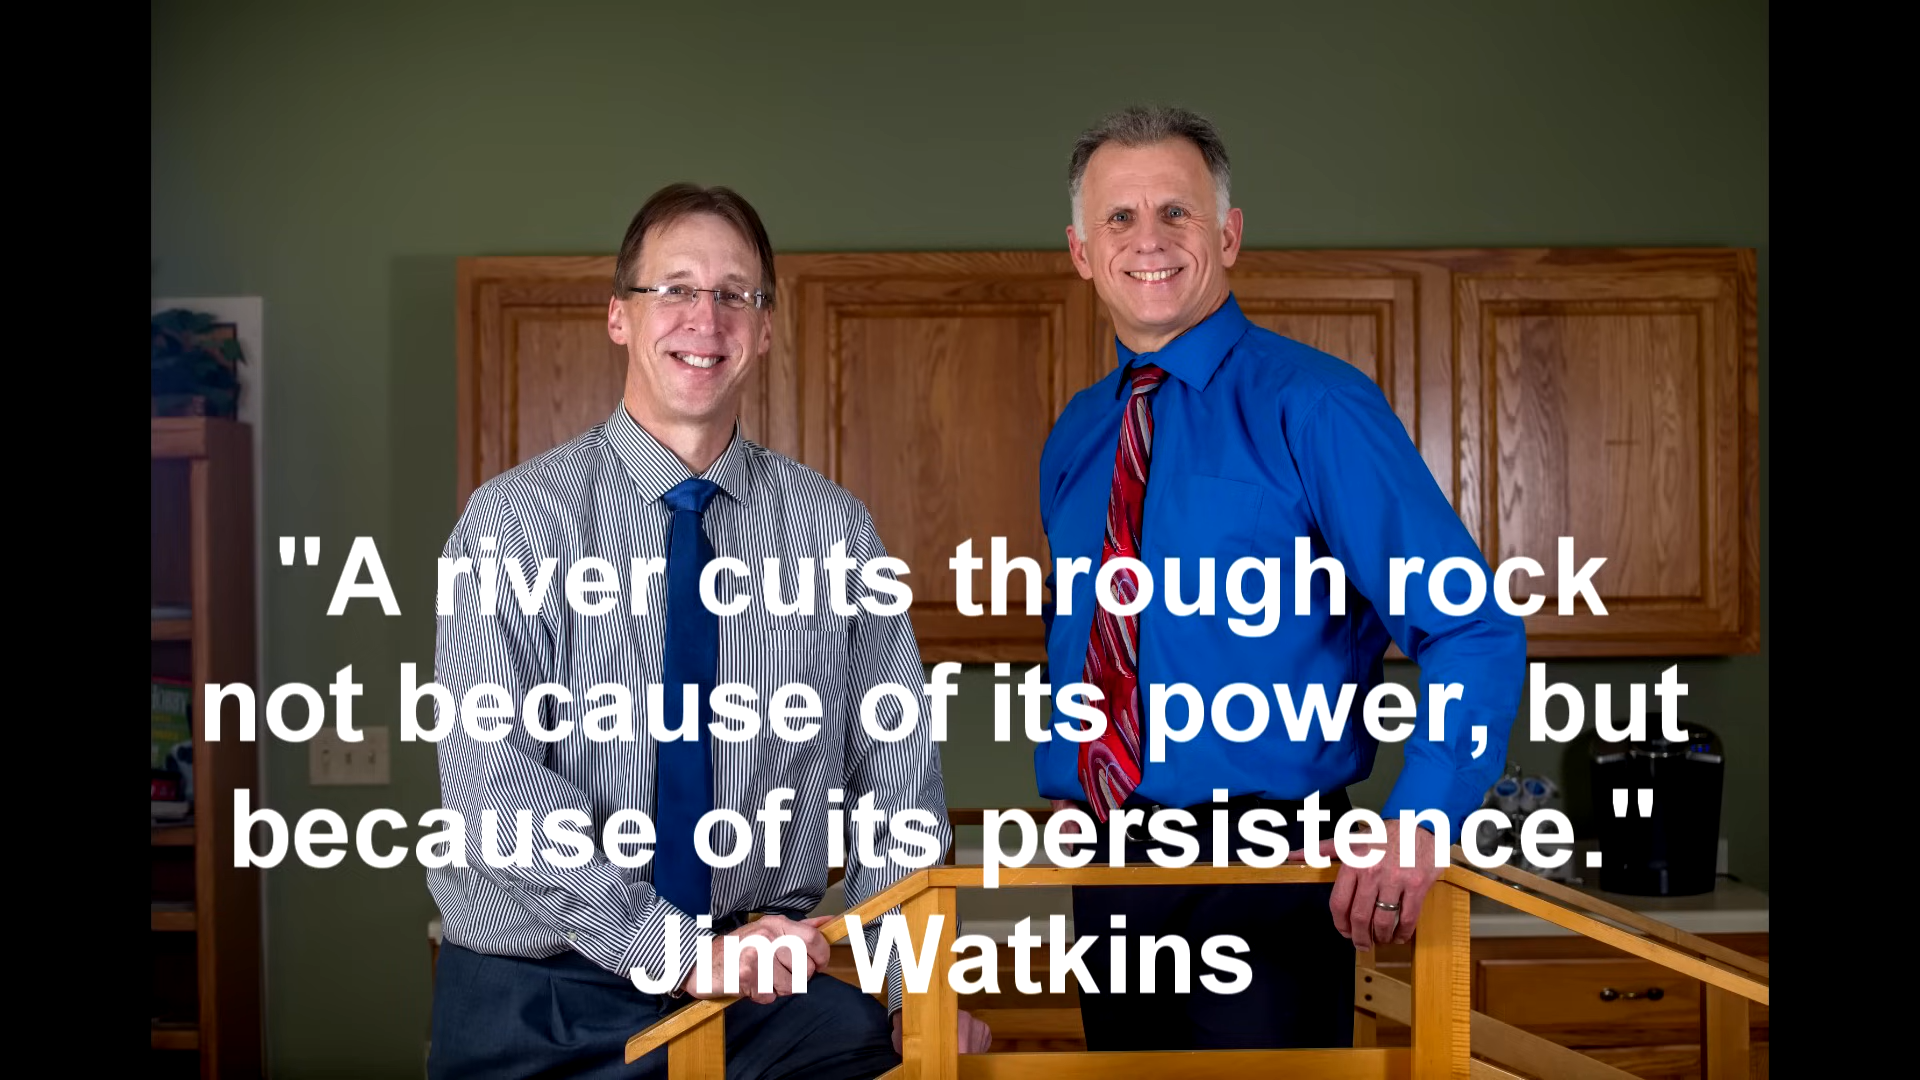 "A river cuts through rock
not because of its power, but
because of its persistence."
Jim Watkins